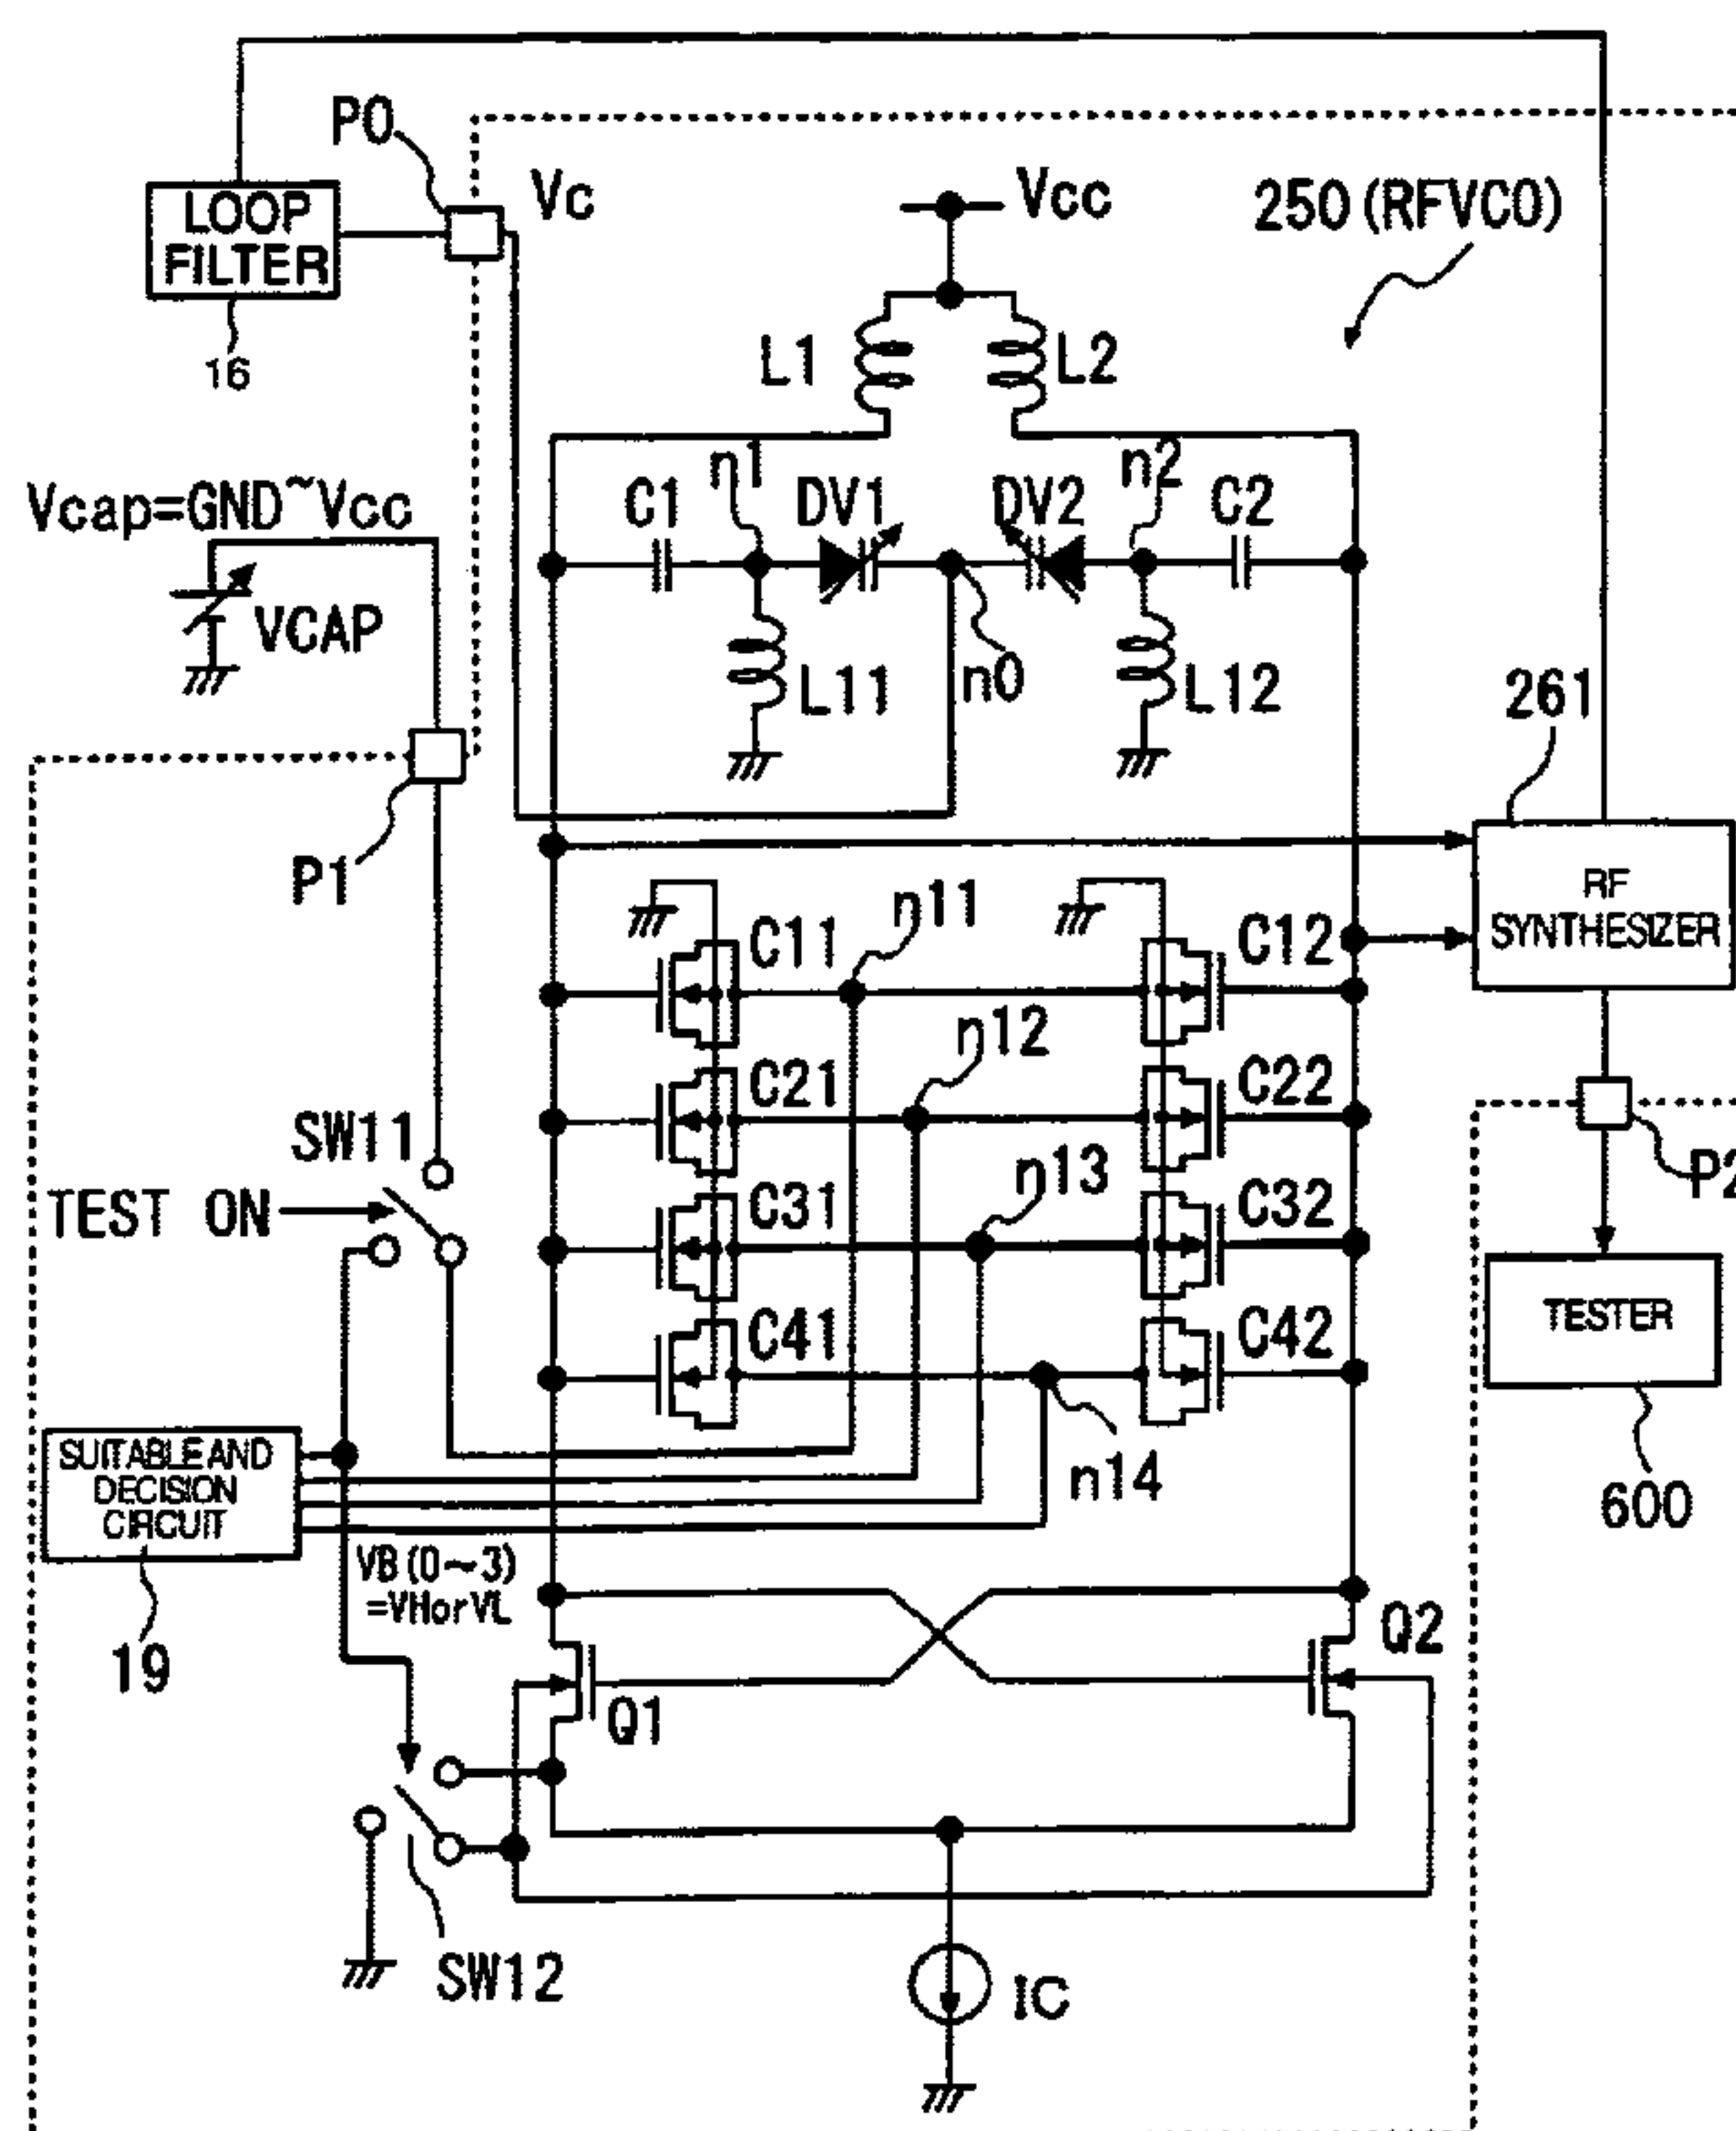 P0
Vc
Vcc
250(RFVCO)
LOOP
FILTER
16
L1
L2
n1
n2
Vcap=GND~Vcc
C1
DV1
DV2
C2
VCAP
L11
n0
L12
261
P1
RF
SYNTHESIZER
n11
C11
C12
n12
C21
C22
SW11
P2
TEST ON
n13
C31
C32
TESTER
C41
C42
SUITABLE AND
DECISION
CIRCUIT
n14
600
VB(0~3)
=VHorVL
19
Q1
Q2
SW12
IC